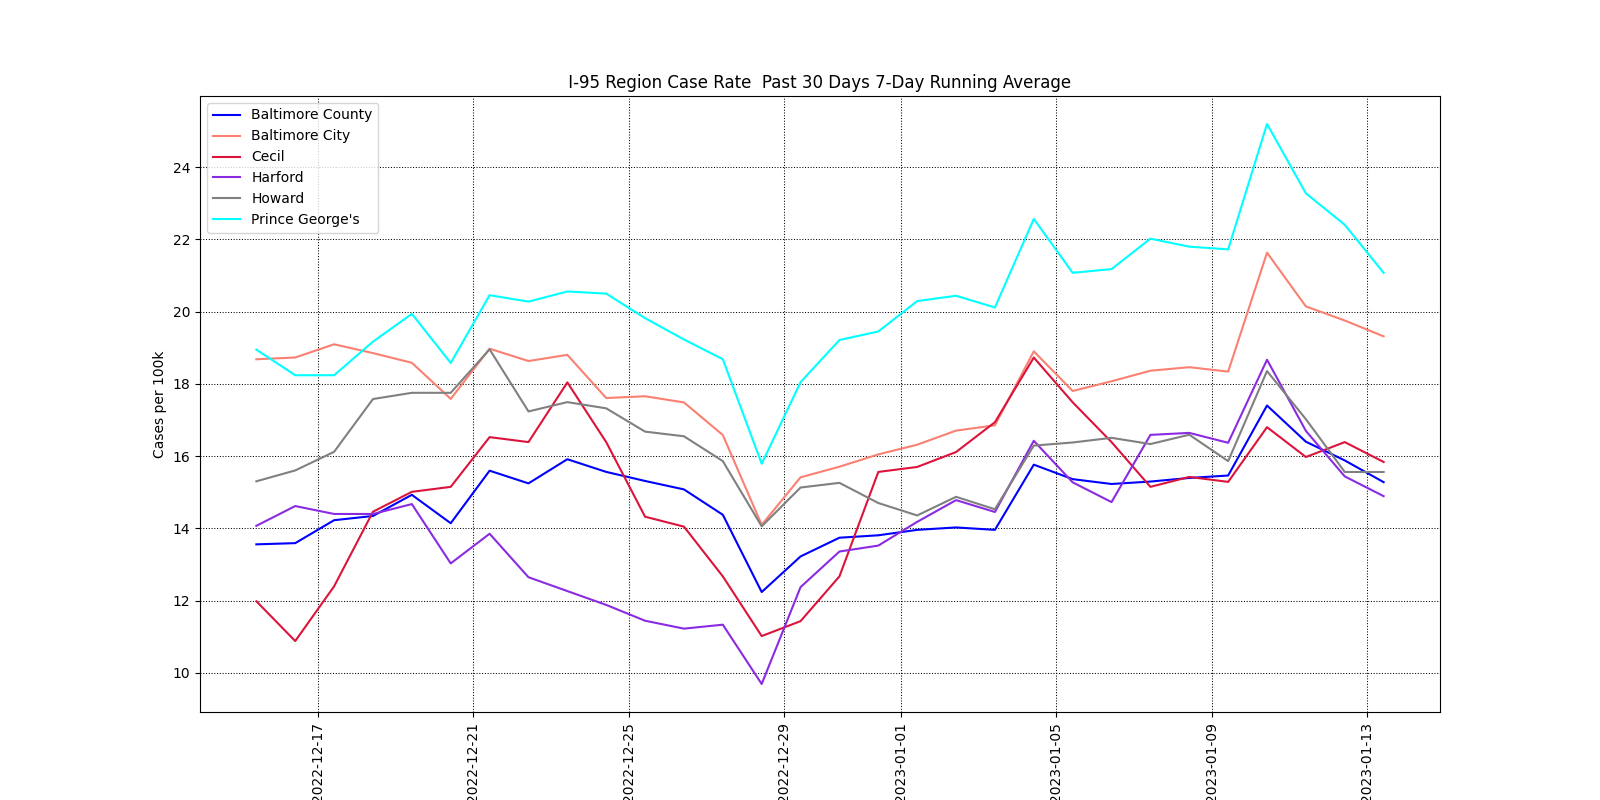 I-95 Region Case Rate  Past 30 Days 7-Day Running Average
Baltimore County
Baltimore City
Cecil
Harford
Howard
Prince George's
Cases per 100k
24
22
20
18
16
14
12
10
2022-12-17
2022-12-21
2022-12-25
2022-12-29
2023-01-01
2023-01-05
2023-01-09
2023-01-13